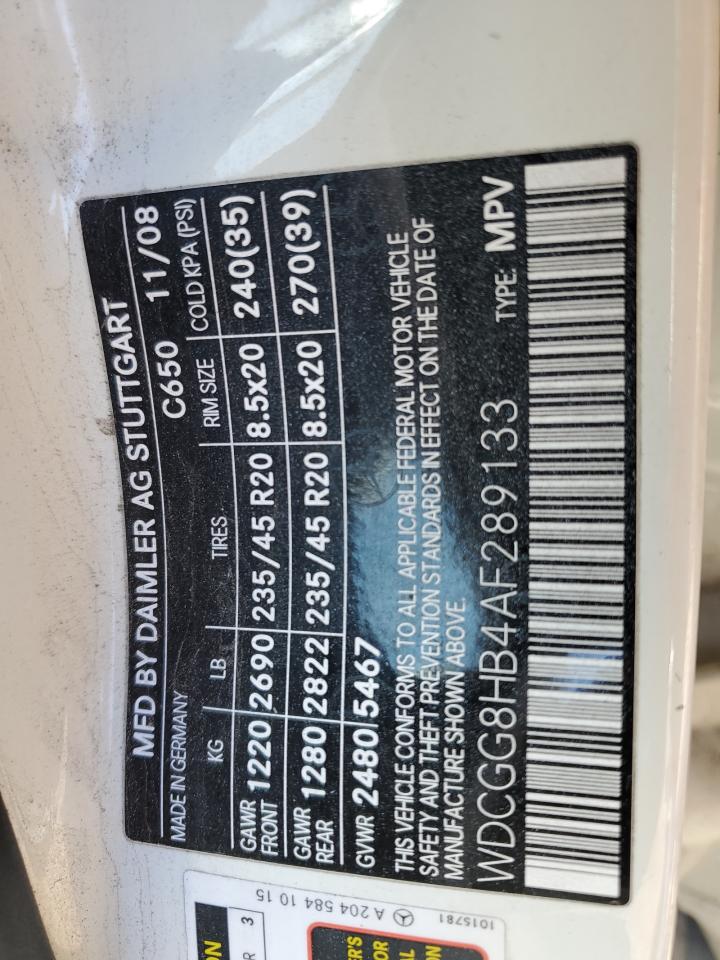 MFD BY DAIMLER AG STUTTGART
C650 11/08
MADE IN GERMANY
KG LB TIRES RIM SIZE COLD KPA (PSI)
GAWR FRONT 1220 2690 235/45 R20 8.5x20 240(35)
GAWR REAR 1280 2822 235/45 R20 8.5x20 270(39)
GVWR 2480 5467
THIS VEHICLE CONFORMS TO ALL APPLICABLE FEDERAL MOTOR VEHICLE
SAFETY AND THEFT PREVENTION STANDARDS IN EFFECT ON THE DATE OF
MANUFACTURE SHOWN ABOVE.
WDCGG8HB4AF289133 TYPE: MPV
A 204 584 10 15
1015781
3